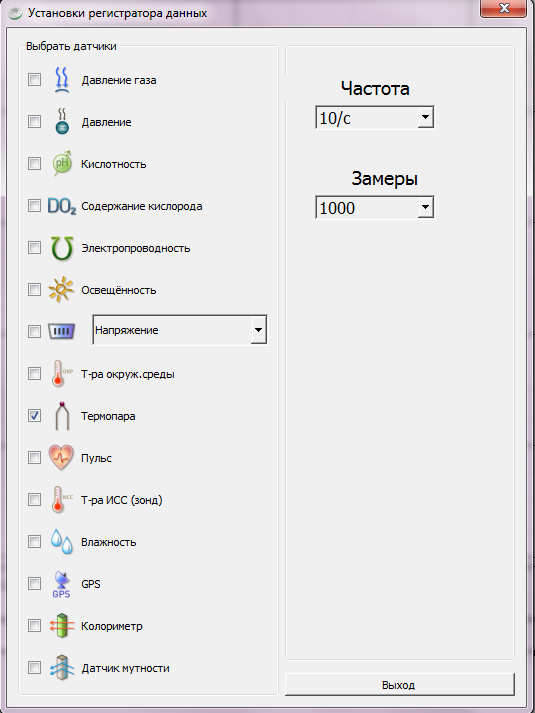 Установки регистратора данных
Выбрать датчики
Давление газа
Давление
pH
Кислотность
DO2
Содержание кислорода
Электропроводность
Освещённость
Напряжение
ОКР
Т-ра окруж.среды
Термопара
Пульс
ИСС
Т-ра ИСС (зонд)
Влажность
GPS
GPS
Колориметр
Датчик мутности
Частота
10/с
Замеры
1000
Выход